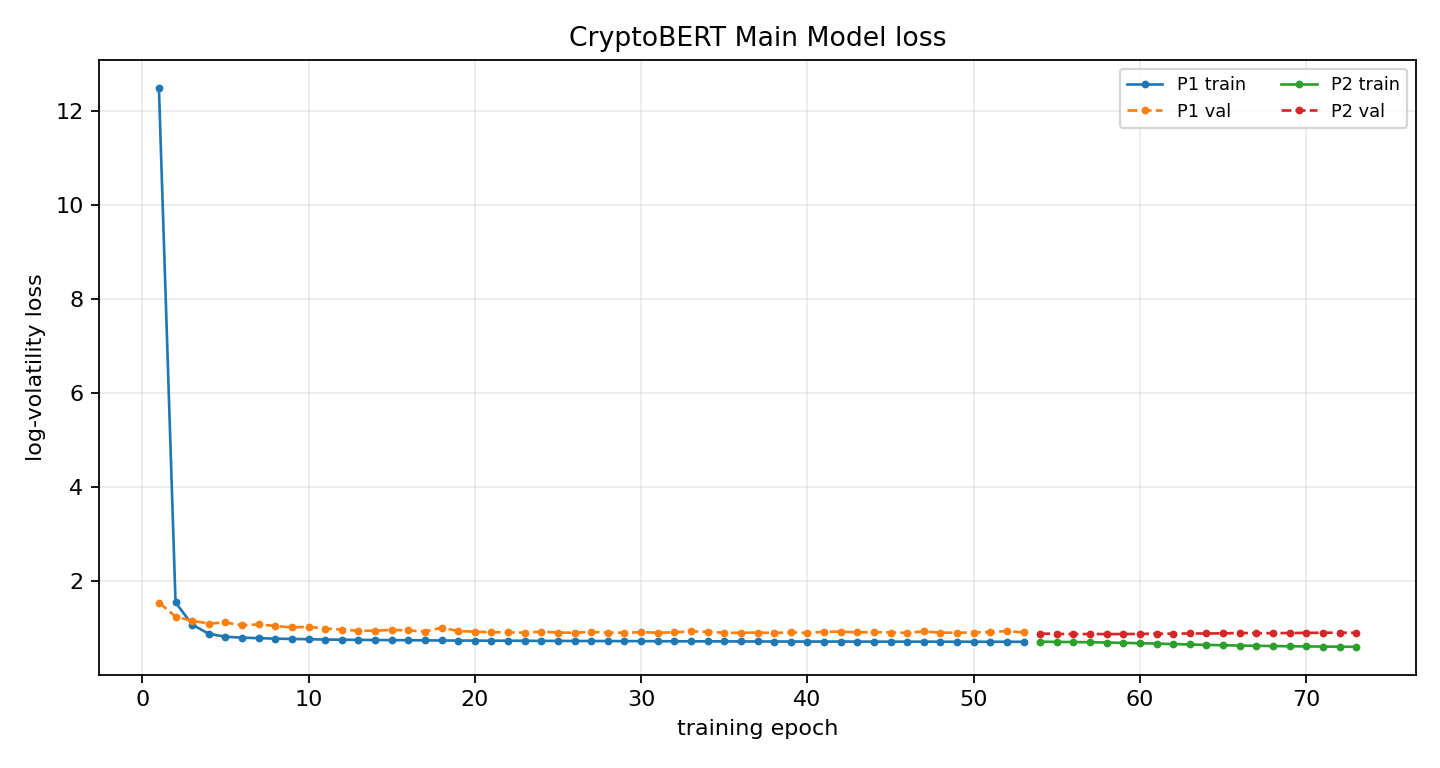 CryptoBERT Main Model loss
P1 train
P1 val
P2 train
P2 val
log-volatility loss
12
10
8
6
4
2
0 10 20 30 40 50 60 70
training epoch